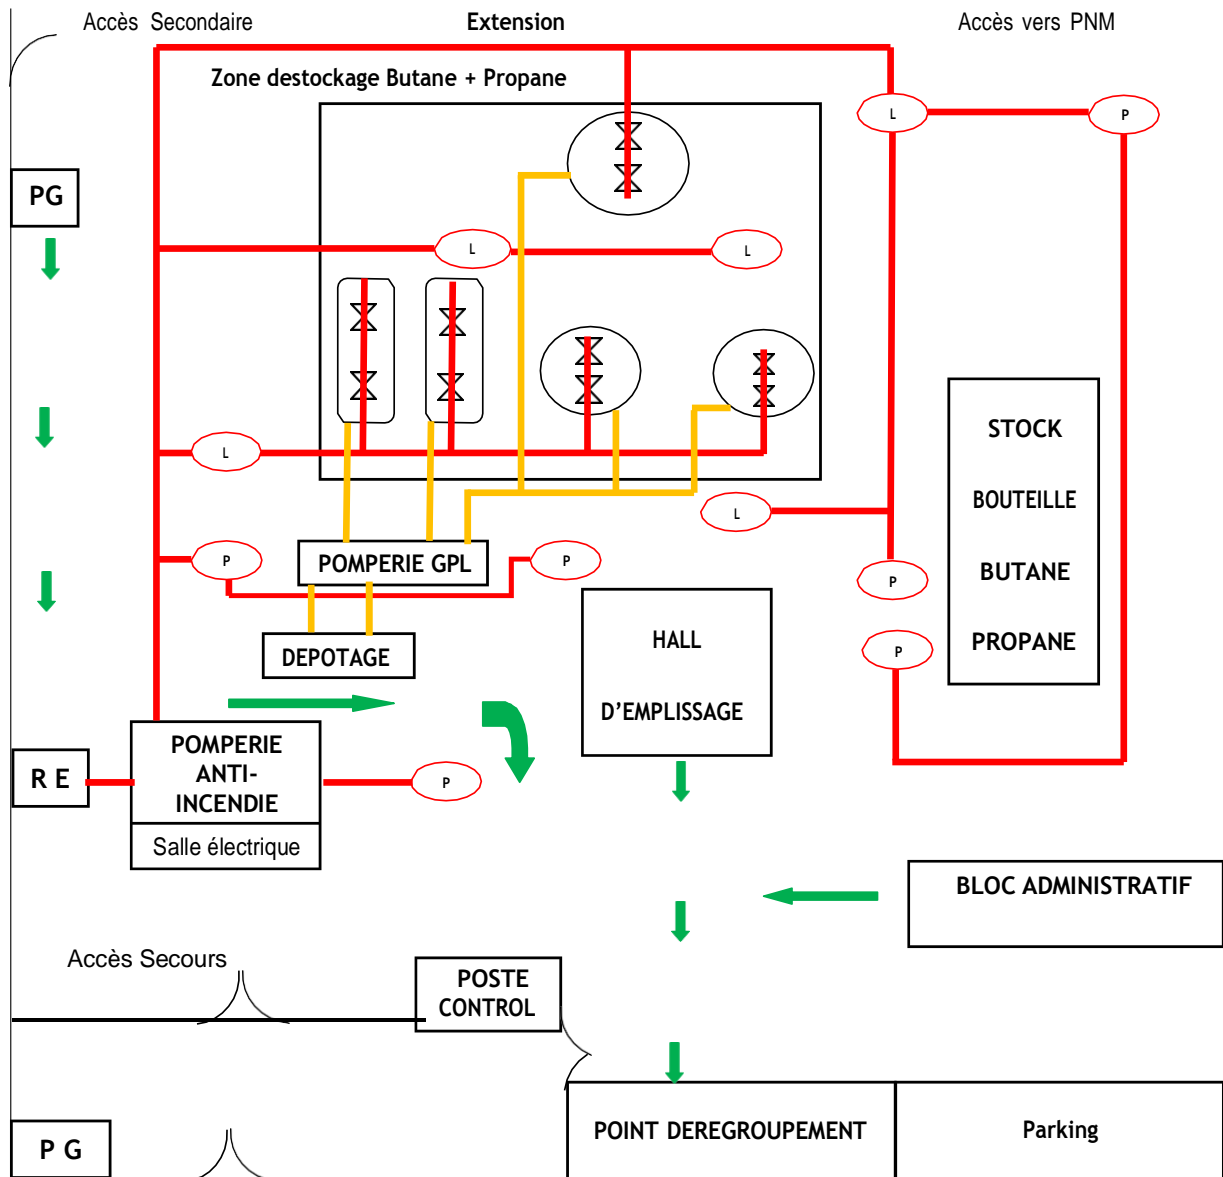 Accès Secondaire
Extension
Accès vers PNM
Zone destockage Butane + Propane
L
P
PG
L
L
STOCK
L
BOUTEILLE
L
P
POMPERIE GPL
P
BUTANE
P
HALL
PROPANE
P
DEPOTAGE
D’EMPLISSAGE
POMPERIE
ANTI-
INCENDIE
R E
P
Salle électrique
BLOC ADMINISTRATIF
Accès Secours
POSTE
CONTROL
POINT DEREGROUPEMENT
Parking
P G